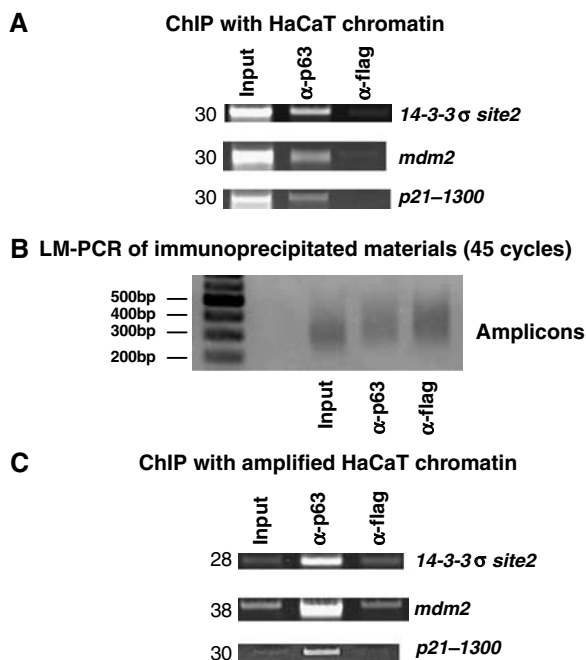 A
ChIP with HaCaT chromatin
Input
α-p63
α-flag
30
14-3-3 σ site2
30
mdm2
30
p21–1300
B
LM-PCR of immunoprecipitated materials (45 cycles)
500bp
400bp
300bp
200bp
Amplicons
Input
α-p63
α-flag
C
ChIP with amplified HaCaT chromatin
Input
α-p63
α-flag
28
14-3-3 σ site2
38
mdm2
30
p21–1300